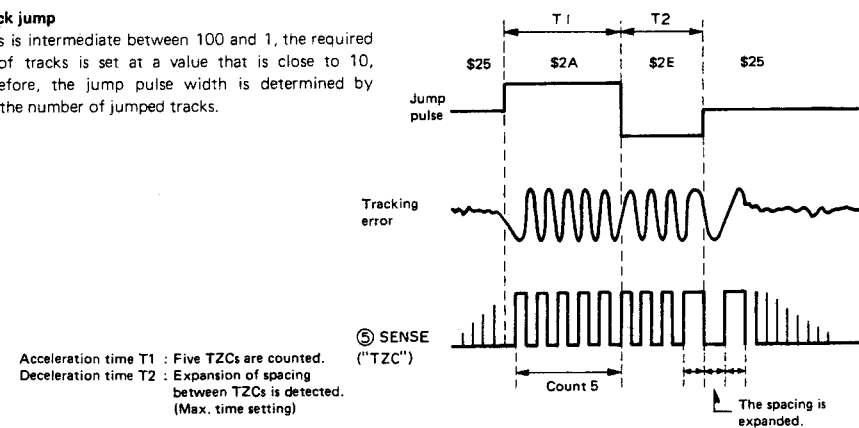 ck jump
s is intermediate between 100 and 1, the required
of tracks is set at a value that is close to 10,
efore, the jump pulse width is determined by
the number of jumped tracks.
T1 T2
$25 $2A $2E $25
Jump
pulse
Tracking
error
⑤ SENSE
("TZC")
Count 5
The spacing is
expanded.
Acceleration time T1 : Five TZCs are counted.
Deceleration time T2 : Expansion of spacing
between TZCs is detected.
(Max. time setting)